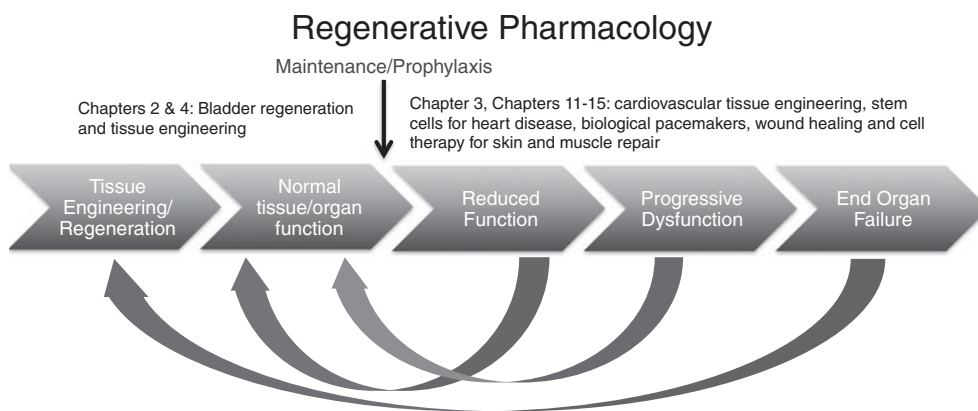 Regenerative Pharmacology
Maintenance/Prophylaxis
Chapters 2 & 4: Bladder regeneration
and tissue engineering
Chapter 3, Chapters 11-15: cardiovascular tissue engineering, stem
cells for heart disease, biological pacemakers, wound healing and cell
therapy for skin and muscle repair
Tissue
Engineering/
Regeneration
Normal
tissue/organ
function
Reduced
Function
Progressive
Dysfunction
End Organ
Failure